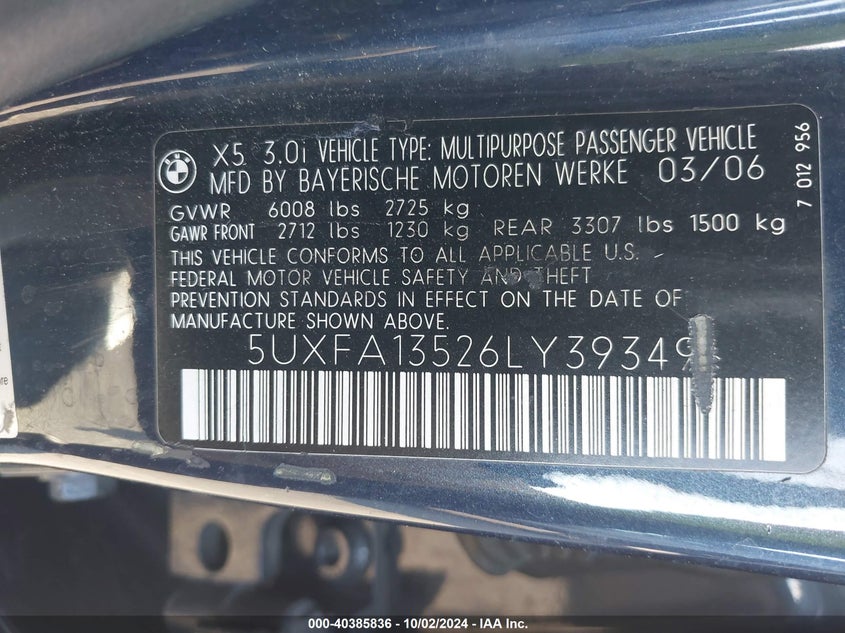 X5 3.0i VEHICLE TYPE: MULTIPURPOSE PASSENGER VEHICLE
MFD BY BAYERISCHE MOTOREN WERKE 03/06
GVWR 6008 lbs 2725 kg
GAWR FRONT 2712 lbs 1230 kg REAR 3307 lbs 1500 kg
THIS VEHICLE CONFORMS TO ALL APPLICABLE U.S.
FEDERAL MOTOR VEHICLE SAFETY AND THEFT
PREVENTION STANDARDS IN EFFECT ON THE DATE OF
MANUFACTURE SHOWN ABOVE.
5UXFA13526LY39349
7 012 956
000-40385836 - 10/02/2024 - IAA Inc.